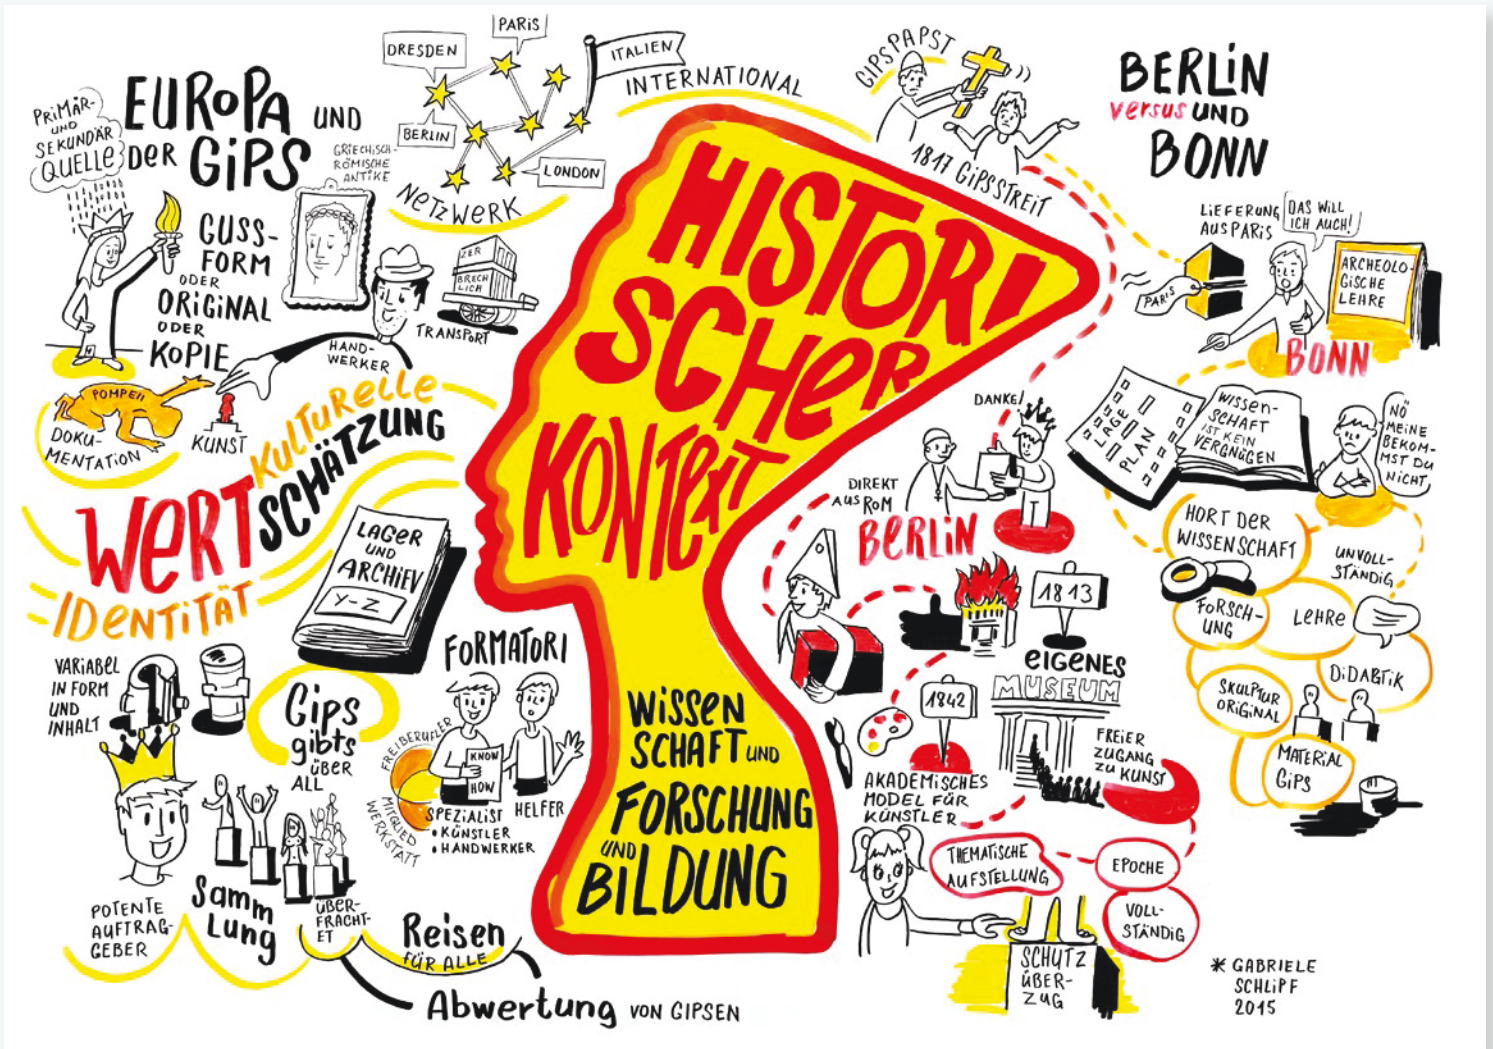 PRIMÄR-
UND
SEKUNDÄR
QUELLE
EUROPA UND
DER GIPS
GUSS-
FORM
ODER
ORIGINAL
ODER
KOPIE
GRIECHISCH-
RÖMISCHE
ANTIKE
DRESDEN
PARIS
ITALIEN
BERLIN
LONDON
INTERNATIONAL
NETZWERK
ZER
BRECH
LICH
TRANSPORT
HAND-
WERKER
POMPEII
DOKU-
MENTATION
KUNST
KULTURELLE
WERTSCHÄTZUNG
IDENTITÄT
LAGER
UND
ARCHIEV
Y-Z
VARIABEL
IN FORM
UND
INHALT
Gips
gibts
ÜBER
ALL
FORMATORI
FREIBERUFLER
MITGLIED
WERKSTATT
KNOW
HOW
SPEZIALIST
• KÜNSTLER
• HANDWERKER
HELFER
POTENTE
AUFTRAG-
GEBER
Samm
Lung
ÜBER-
FRACHT-
ET
Reisen
FÜR ALLE
Abwertung VON GIPSEN
HISTORI
SCHER
KONTEXT
WISSEN
SCHAFT UND
FORSCHUNG
UND
BILDUNG
GIPSPAPST
1817 GIPSSTREIT
BERLIN
versus UND
BONN
LIEFERUNG
AUS PARIS
DAS WILL
ICH AUCH!
PARIS
ARCHEOLO-
GISCHE
LEHRE
BONN
LAGE
PLAN
WISSEN-
SCHAFT
IST KEIN
VERGNÜGEN
NÖ
MEINE
BEKOM-
MST DU
NICHT
HORT DER
WISSENSCHAFT
UNVOLL-
STÄNDIG
FORSCH-
UNG
LEHRE
DIDABTIK
SKULPTUR
ORIGINAL
MATERIAL
GIPS
DANKE!
DIREKT
AUS ROM
BERLIN
1813
EIGENES
MUSEUM
1842
FREIER
ZUGANG
ZU KUNST
AKADEMISCHES
MODEL FÜR
KÜNSTLER
THEMATISCHE
AUFSTELLUNG
EPOCHE
VOLL-
STÄNDIG
SCHUTZ
ÜBER-
ZUG
* GABRIELE
SCHLIPF
2015